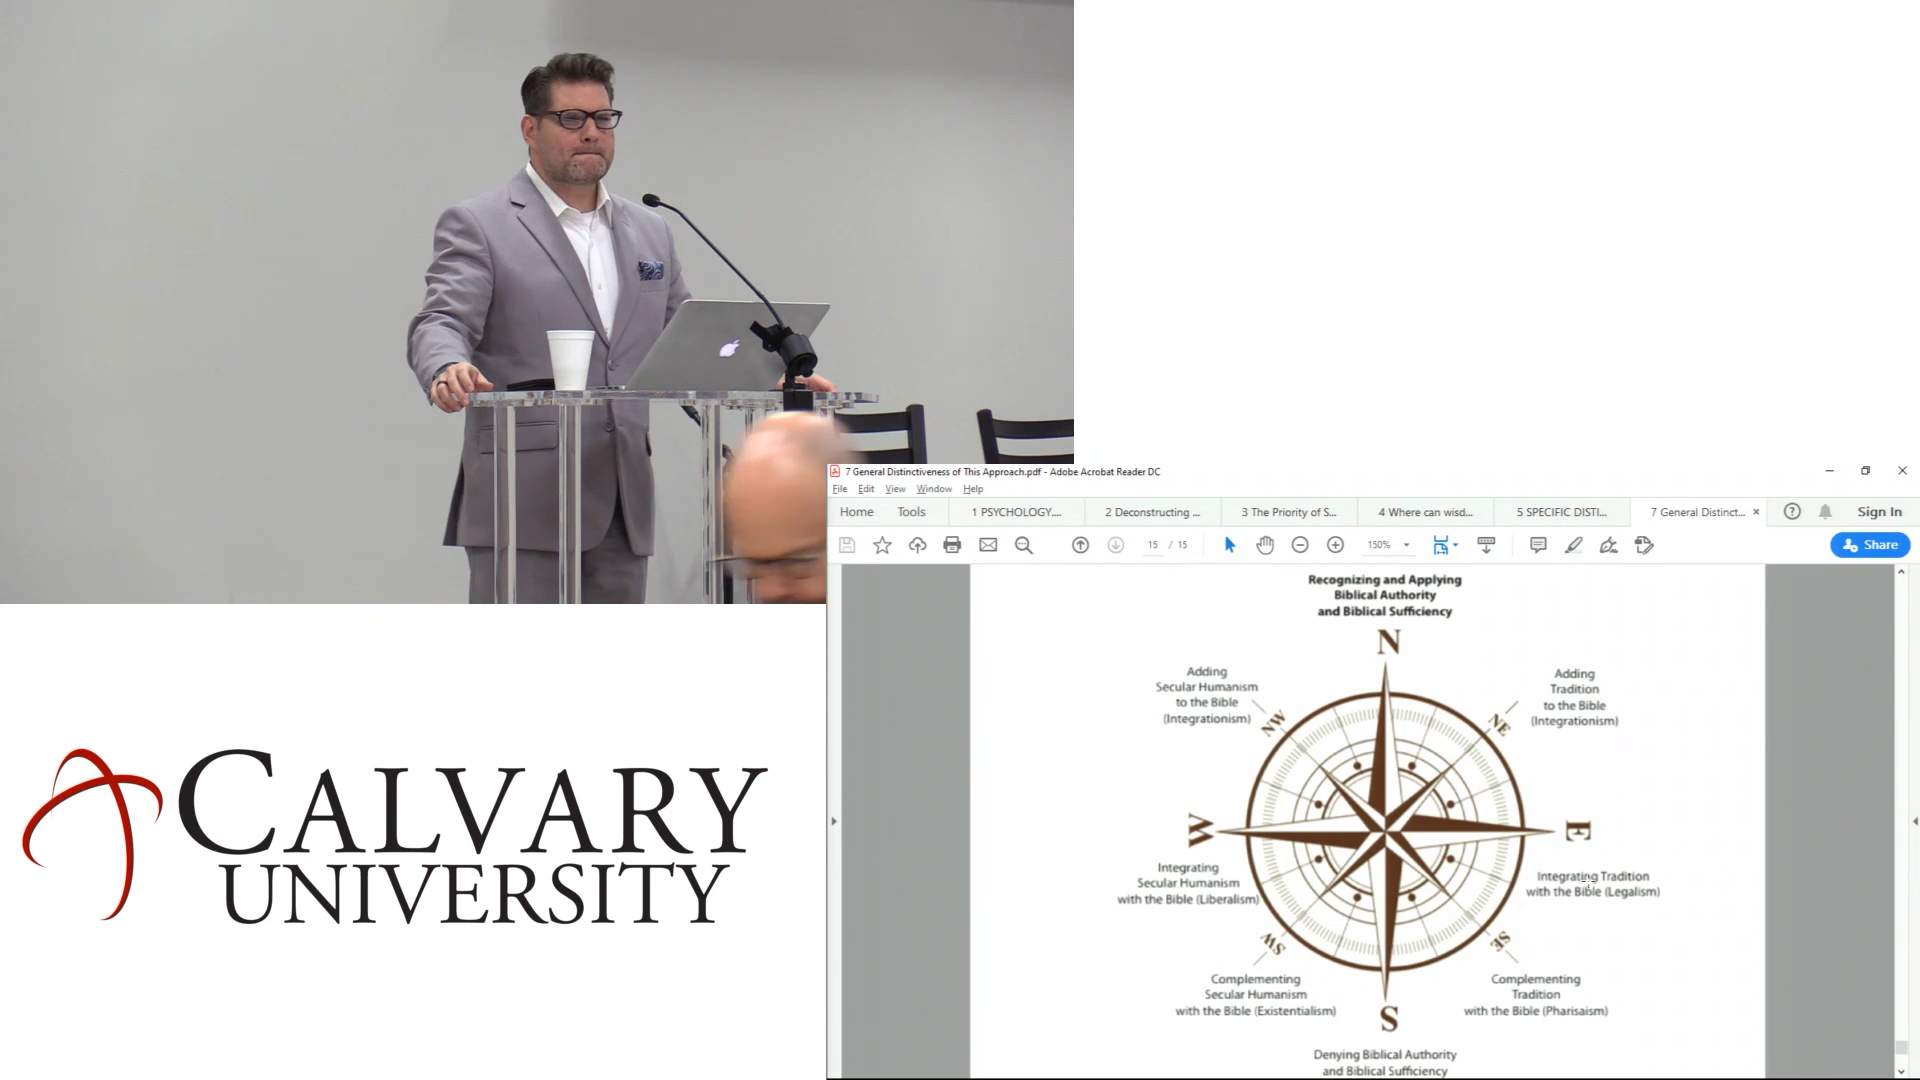 7 General Distinctiveness of This Approach.pdf - Adobe Acrobat Reader DC
File Edit View Window Help
Home Tools 1 PSYCHOLOGY.... 2 Deconstructing ... 3 The Priority of S... 4 Where can wisd... 5 SPECIFIC DISTI... 7 General Distinct... × Sign In
15 / 15 150% Share
Recognizing and Applying
Biblical Authority
and Biblical Sufficiency
N
Adding
Secular Humanism
to the Bible
(Integrationism)
NW
Adding
Tradition
to the Bible
(Integrationism)
NE
W
E
Integrating
Secular Humanism
with the Bible (Liberalism)
Integrating Tradition
with the Bible (Legalism)
SW
SE
Complementing
Secular Humanism
with the Bible (Existentialism)
Complementing
Tradition
with the Bible (Pharisaism)
S
Denying Biblical Authority
and Biblical Sufficiency
CALVARY
UNIVERSITY